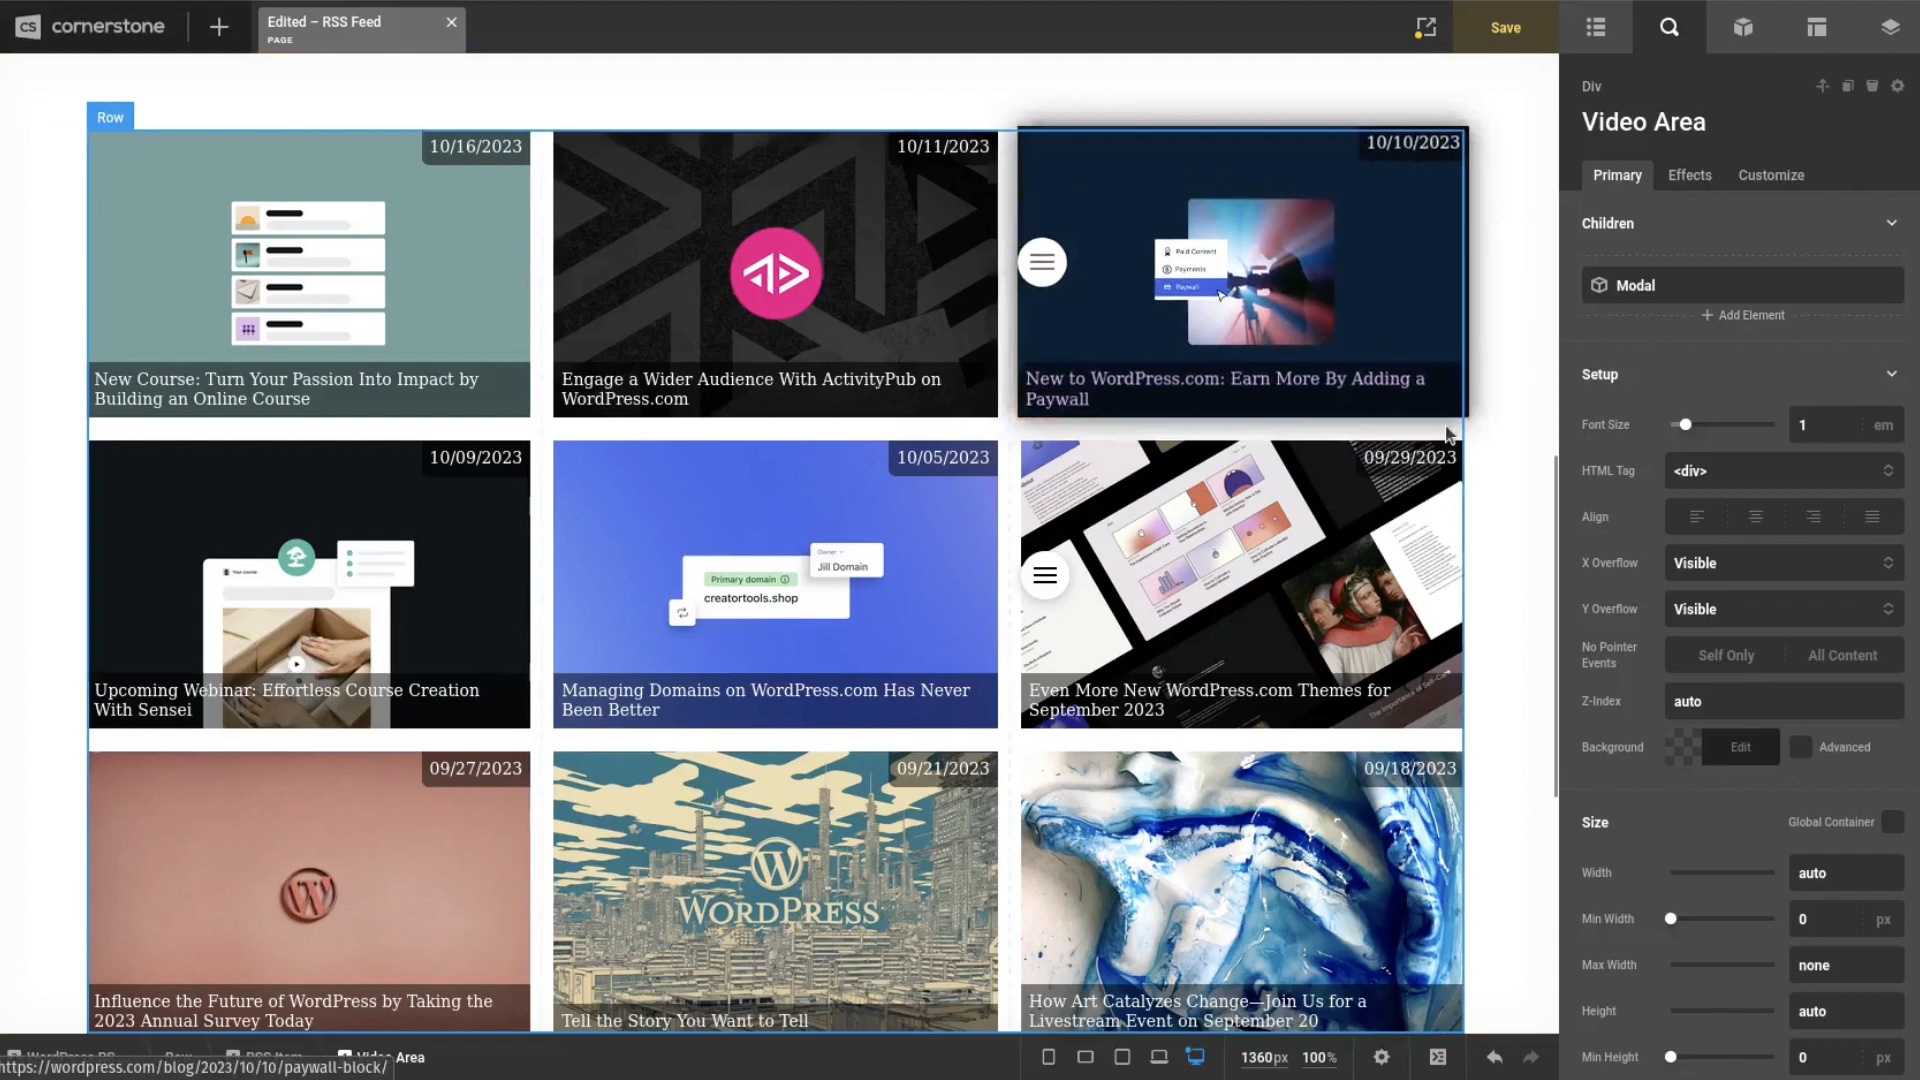 cornerstone
Edited – RSS Feed
PAGE
Save
Row
10/16/2023
New Course: Turn Your Passion Into Impact by
Building an Online Course
10/11/2023
Engage a Wider Audience With ActivityPub on
WordPress.com
10/10/2023
Paid Content
Payments
Paywall
New to WordPress.com: Earn More By Adding a
Paywall
10/09/2023
Your course
Upcoming Webinar: Effortless Course Creation
With Sensei
10/05/2023
Owner
Jill Domain
Primary domain
creatortools.shop
Managing Domains on WordPress.com Has Never
Been Better
09/29/2023
Even More New WordPress.com Themes for
September 2023
09/27/2023
Influence the Future of WordPress by Taking the
2023 Annual Survey Today
09/21/2023
WORDPRESS
Tell the Story You Want to Tell
09/18/2023
How Art Catalyzes Change—Join Us for a
Livestream Event on September 20
Video Area
https://wordpress.com/blog/2023/10/10/paywall-block/
1360px 100%
Div
Video Area
Primary Effects Customize
Children
Modal
Add Element
Setup
Font Size 1 em
HTML Tag <div>
Align
X Overflow Visible
Y Overflow Visible
No Pointer
Events
Self Only All Content
Z-Index auto
Background Edit Advanced
Size Global Container
Width auto
Min Width 0 px
Max Width none
Height auto
Min Height 0 px